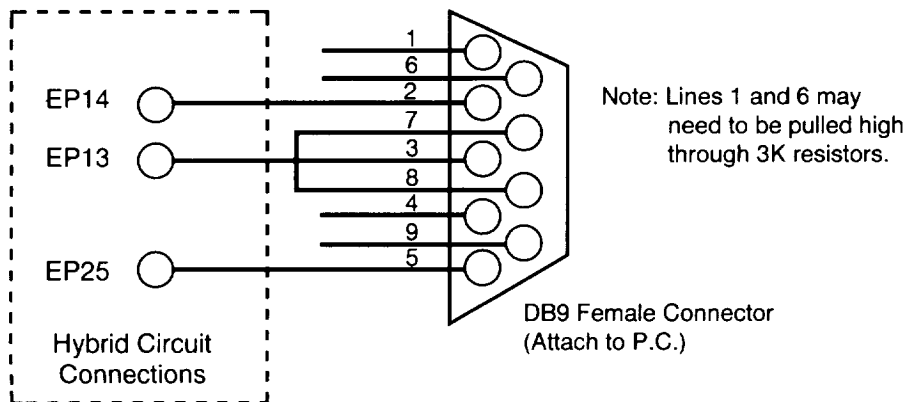 1
6
EP14
2
7
EP13
3
8
4
9
EP25
5
Note: Lines 1 and 6 may
need to be pulled high
through 3K resistors.
DB9 Female Connector
(Attach to P.C.)
Hybrid Circuit
Connections